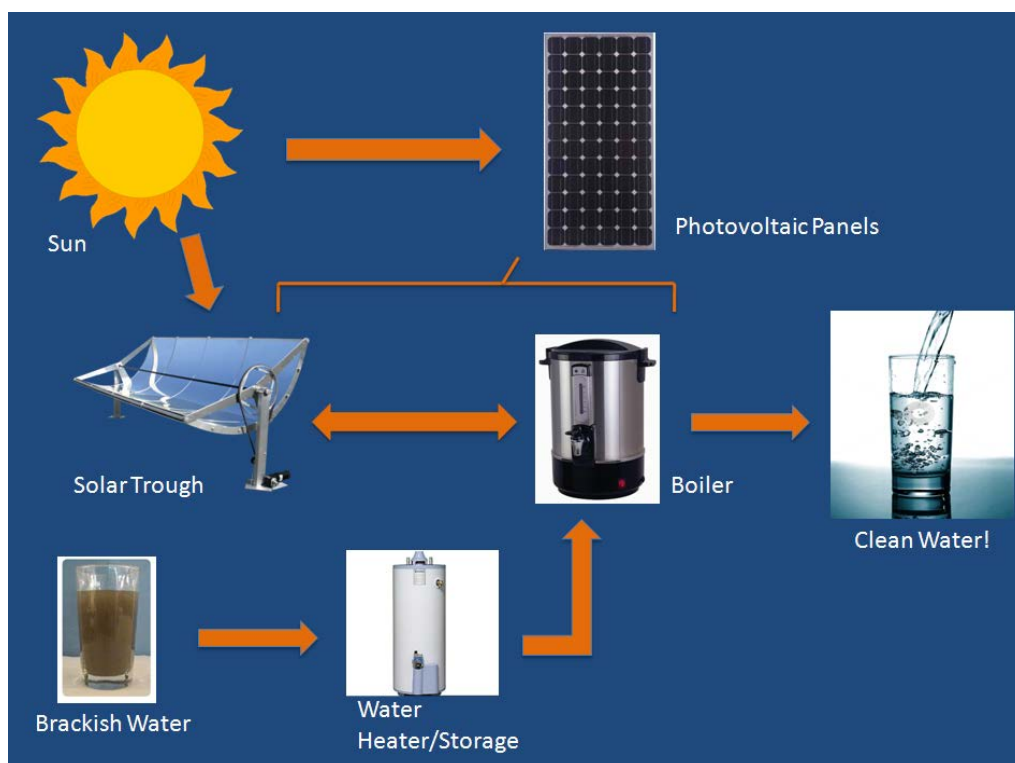 Sun
Photovoltaic Panels
Solar Trough
Boiler
Clean Water!
Brackish Water
Water
Heater/Storage